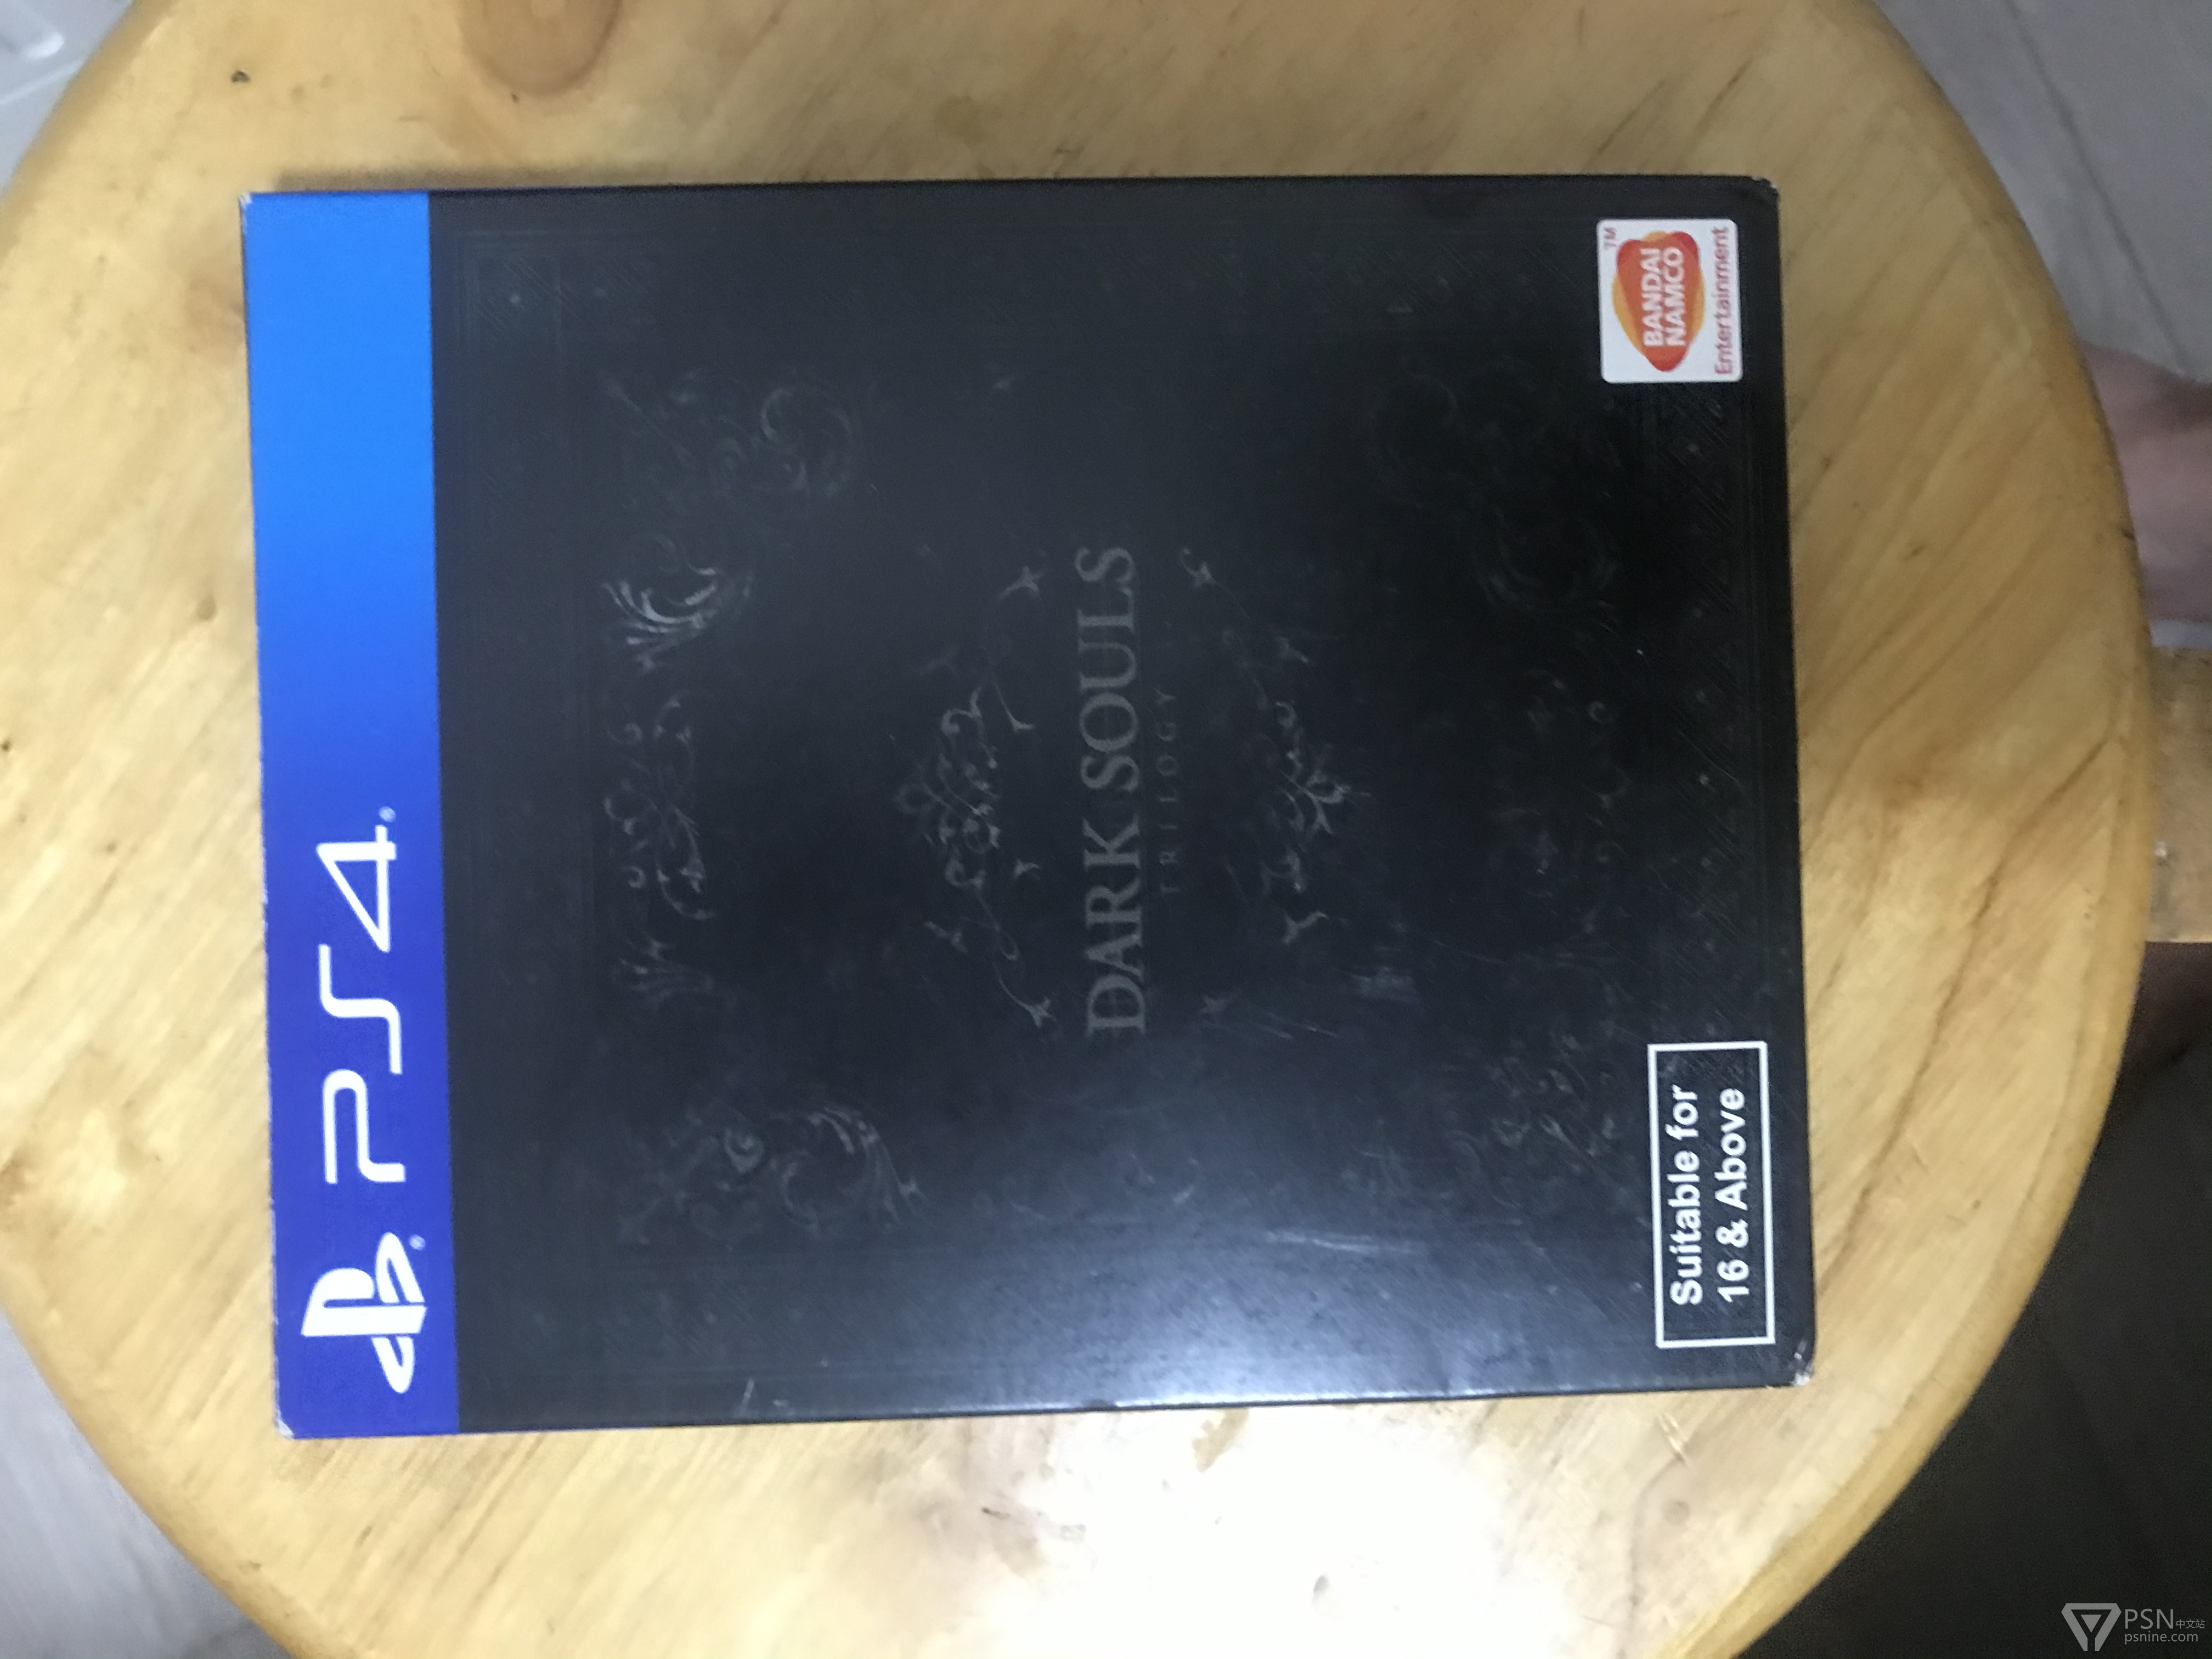 PS4
DARK SOULS
TRILOGY
Suitable for
16 & Above
BANDAI
NAMCO
Entertainment
TM
PSN中文站
psnine.com